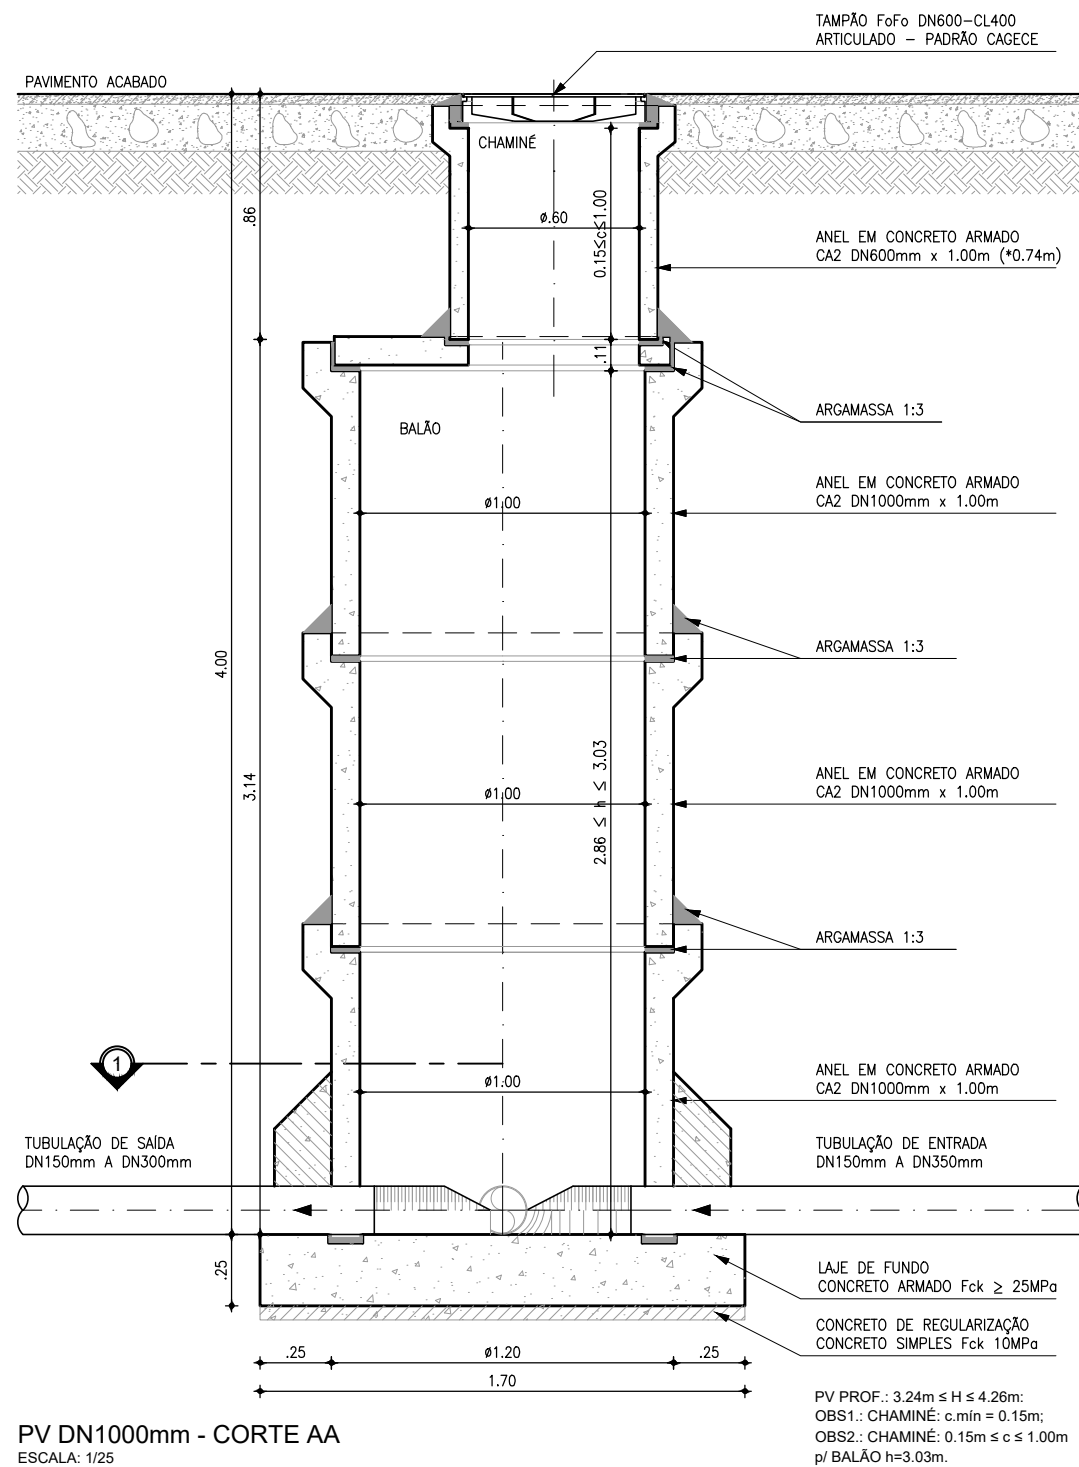 TAMPÃO FoFo DN600-CL400
ARTICULADO - PADRÃO CAGECE
PAVIMENTO ACABADO
CHAMINÉ
.86
ø.60
0.15≤c≤1.00
ANEL EM CONCRETO ARMADO
CA2 DN600mm x 1.00m (*0.74m)
.11
ARGAMASSA 1:3
BALÃO
ANEL EM CONCRETO ARMADO
CA2 DN1000mm x 1.00m
ø1.00
ARGAMASSA 1:3
4.00
3.14
2.86 ≤ h ≤ 3.03
ø1.00
ANEL EM CONCRETO ARMADO
CA2 DN1000mm x 1.00m
ARGAMASSA 1:3
1
ø1.00
ANEL EM CONCRETO ARMADO
CA2 DN1000mm x 1.00m
TUBULAÇÃO DE SAÍDA
DN150mm A DN300mm
TUBULAÇÃO DE ENTRADA
DN150mm A DN350mm
.25
LAJE DE FUNDO
CONCRETO ARMADO Fck ≥ 25MPa
CONCRETO DE REGULARIZAÇÃO
CONCRETO SIMPLES Fck 10MPa
.25 ø1.20 .25
1.70
PV PROF.: 3.24m ≤ H ≤ 4.26m:
OBS1.: CHAMINÉ: c.mín = 0.15m;
OBS2.: CHAMINÉ: 0.15m ≤ c ≤ 1.00m
p/ BALÃO h=3.03m.
PV DN1000mm - CORTE AA
ESCALA: 1/25